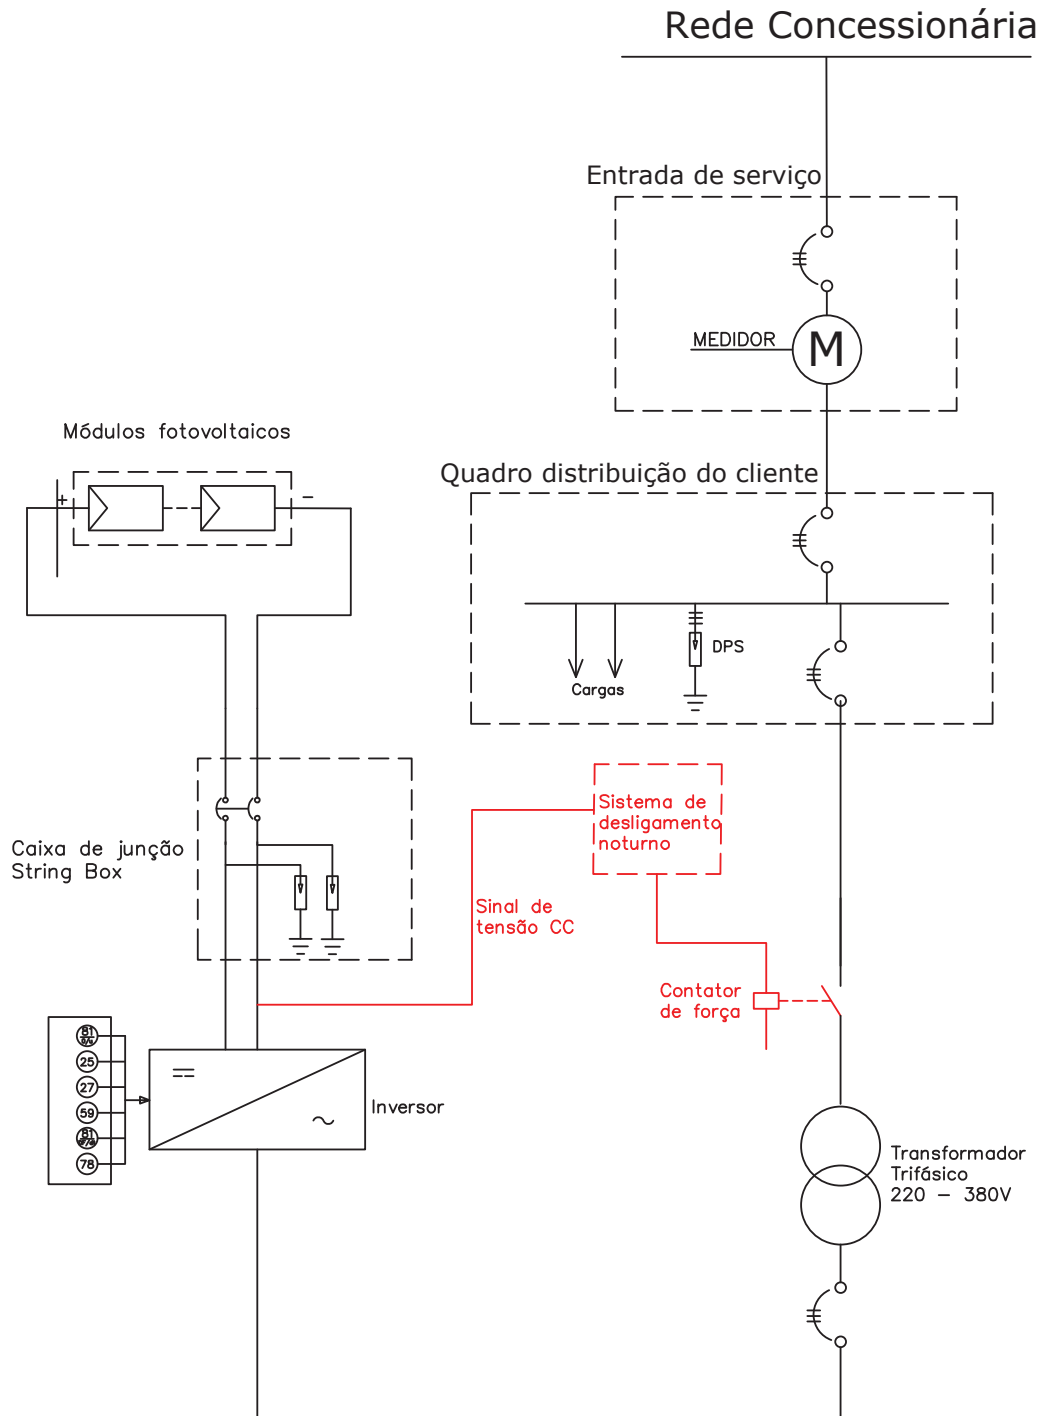 Rede Concessionária
Entrada de serviço
MEDIDOR
M
Módulos fotovoltaicos
+
−
Quadro distribuição do cliente
DPS
Cargas
Sistema de
desligamento
noturno
Caixa de junção
String Box
Sinal de
tensão CC
Contator
de força
81
25
27
59
81
78
Inversor
Transformador
Trifásico
220 − 380V